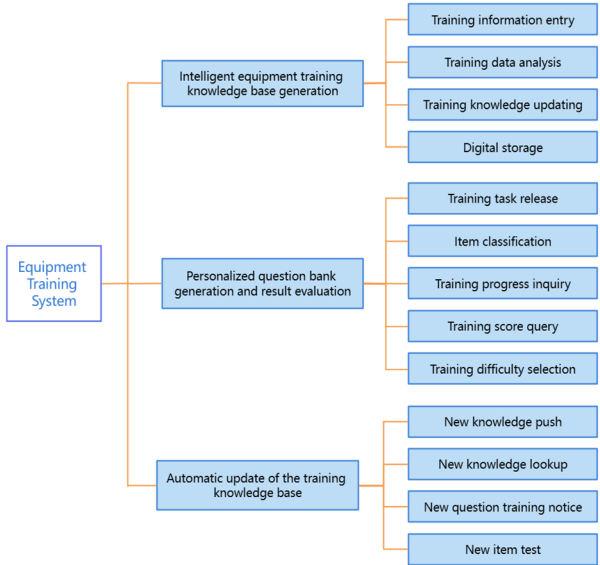 Equipment
Training
System
Intelligent equipment training
knowledge base generation
Training information entry
Training data analysis
Training knowledge updating
Digital storage
Personalized question bank
generation and result evaluation
Training task release
Item classification
Training progress inquiry
Training score query
Training difficulty selection
Automatic update of the training
knowledge base
New knowledge push
New knowledge lookup
New question training notice
New item test